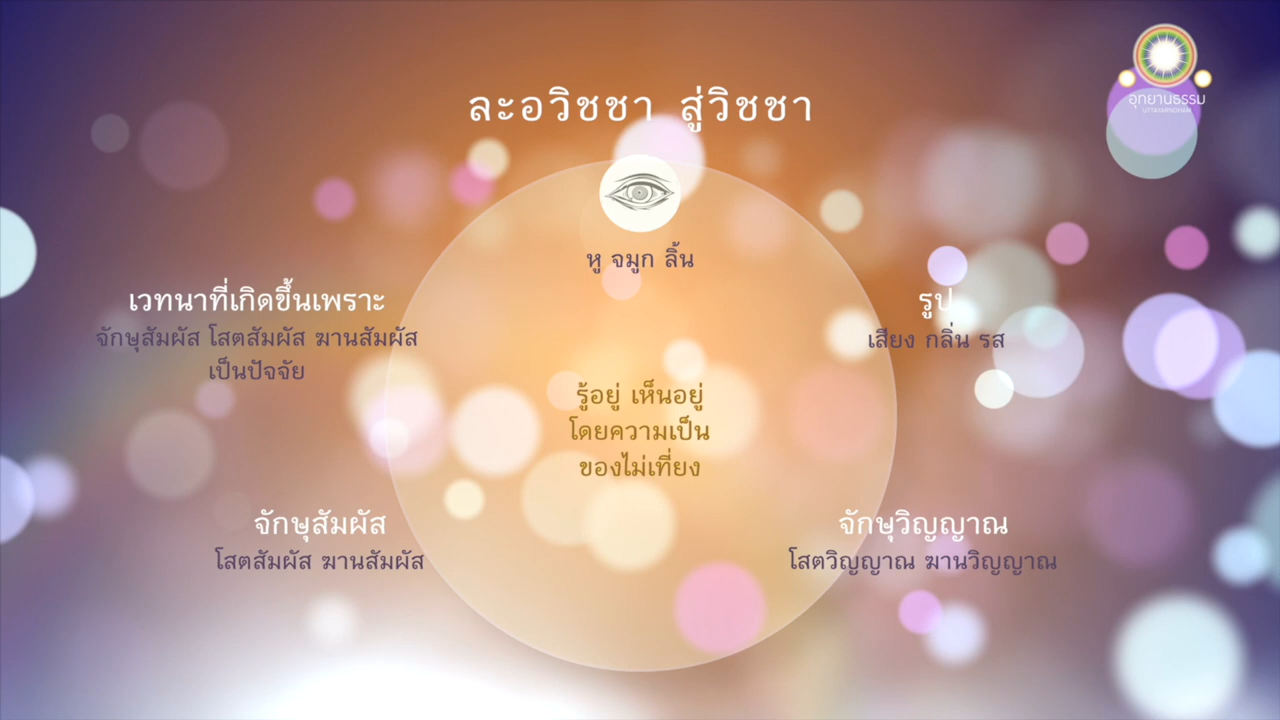 ละอวิชชา สู่วิชชา
อุทยานธรรม
UTTAYARNDHAM
หู จมูก ลิ้น
เวทนาที่เกิดขึ้นเพราะ
จักษุสัมผัส โสตสัมผัส ฆานสัมผัส
เป็นปัจจัย
รูป
เสียง กลิ่น รส
รู้อยู่ เห็นอยู่
โดยความเป็น
ของไม่เที่ยง
จักษุสัมผัส
โสตสัมผัส ฆานสัมผัส
จักษุวิญญาณ
โสตวิญญาณ ฆานวิญญาณ